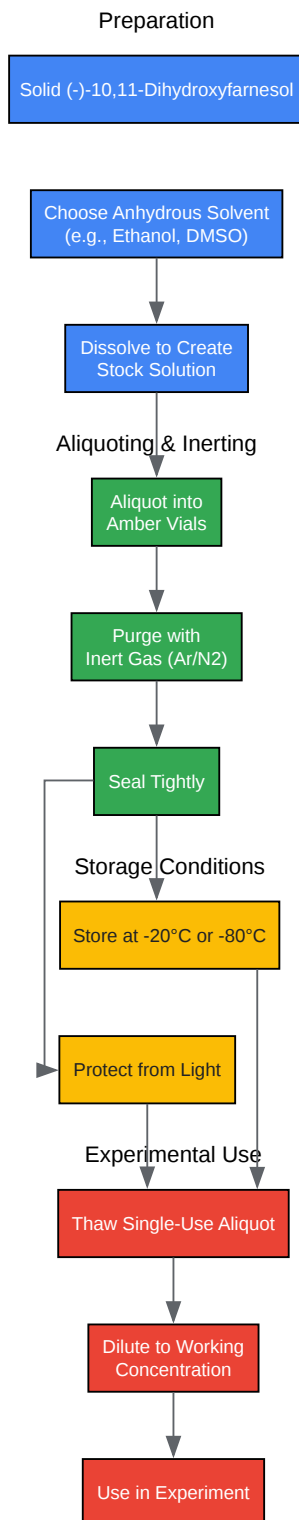 Preparation
Solid (-)-10,11-Dihydroxyfarnesol
Choose Anhydrous Solvent
(e.g., Ethanol, DMSO)
Dissolve to Create
Stock Solution
Aliquoting & Inerting
Aliquot into
Amber Vials
Purge with
Inert Gas (Ar/N2)
Seal Tightly
Storage Conditions
Store at -20°C or -80°C
Protect from Light
Experimental Use
Thaw Single-Use Aliquot
Dilute to Working
Concentration
Use in Experiment